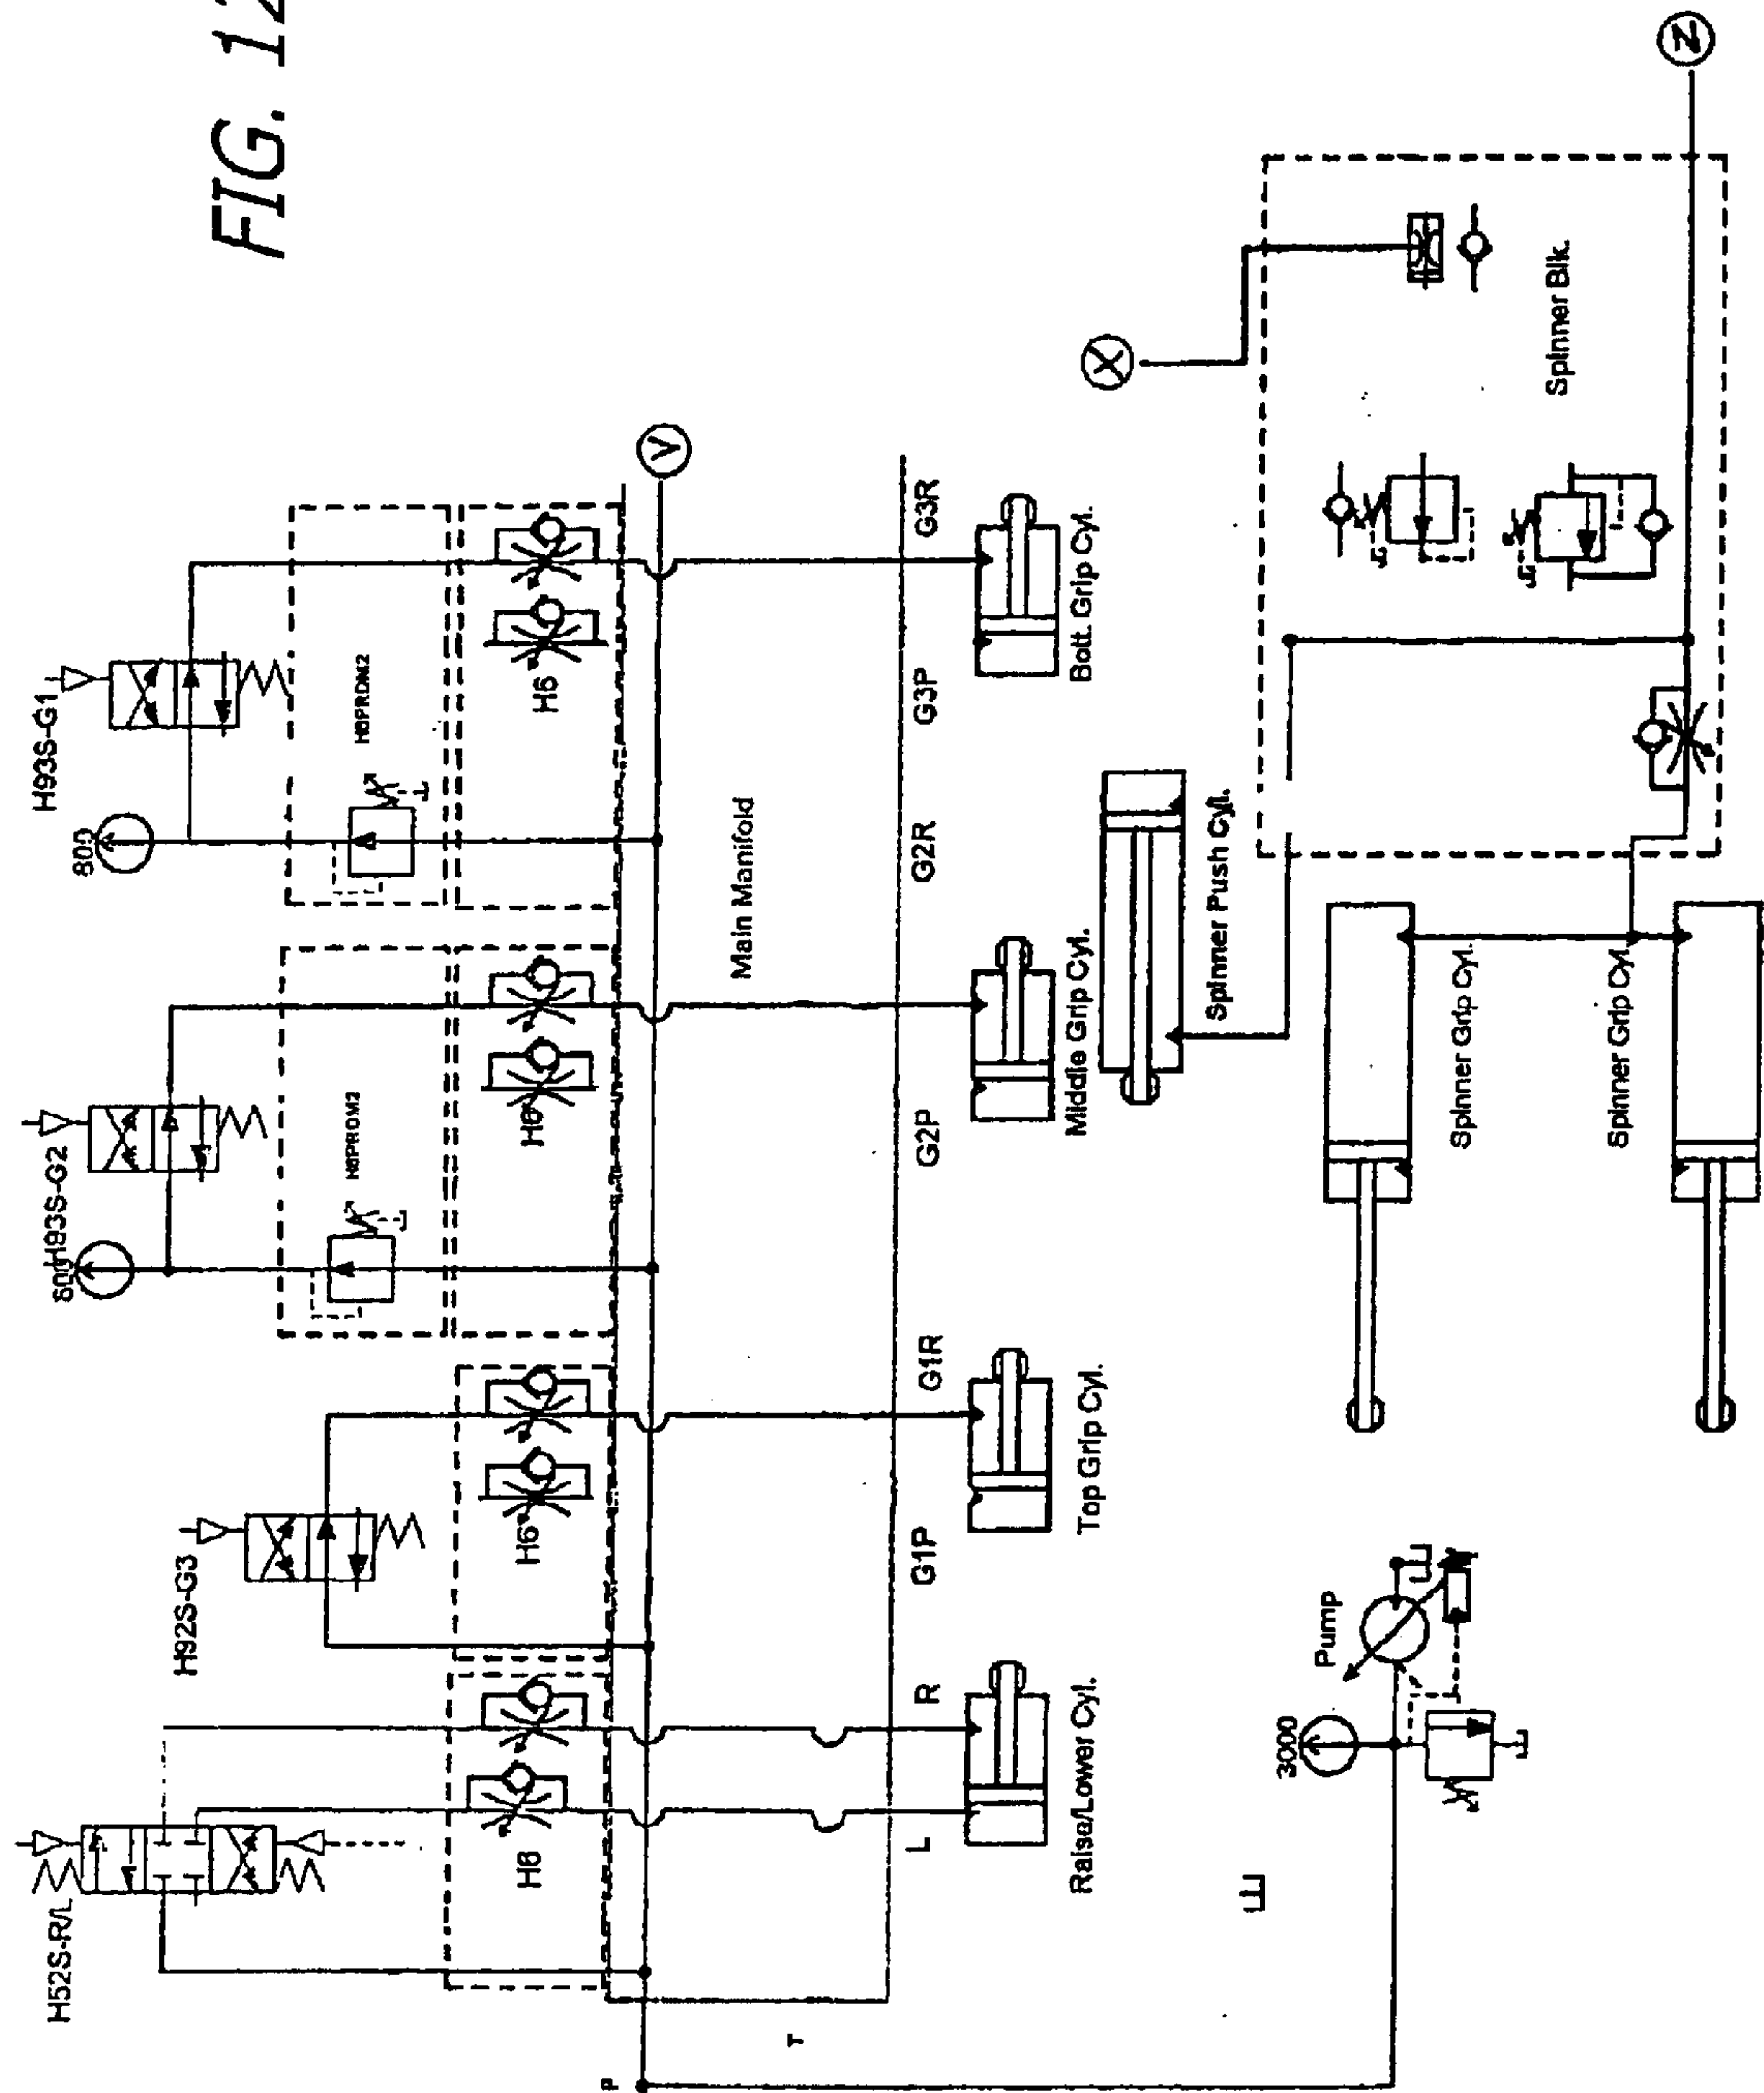 FIG. 12
H52S-R/L
H92S-G3
H93S-G2
H93S-G1
800
H8
H6
H6
HOPRDM2
Main Manifold
P
T
L
R
G1P
G1R
G2P
G2R
G3P
G3R
V
Raise/Lower Cyl.
Top Grip Cyl.
Middle Grip Cyl.
Bott. Grip Cyl.
Spinner Push Cyl.
X
Pump
3000
Spinner Grip Cyl.
Spinner Grip Cyl.
Spinner Blk.
Z